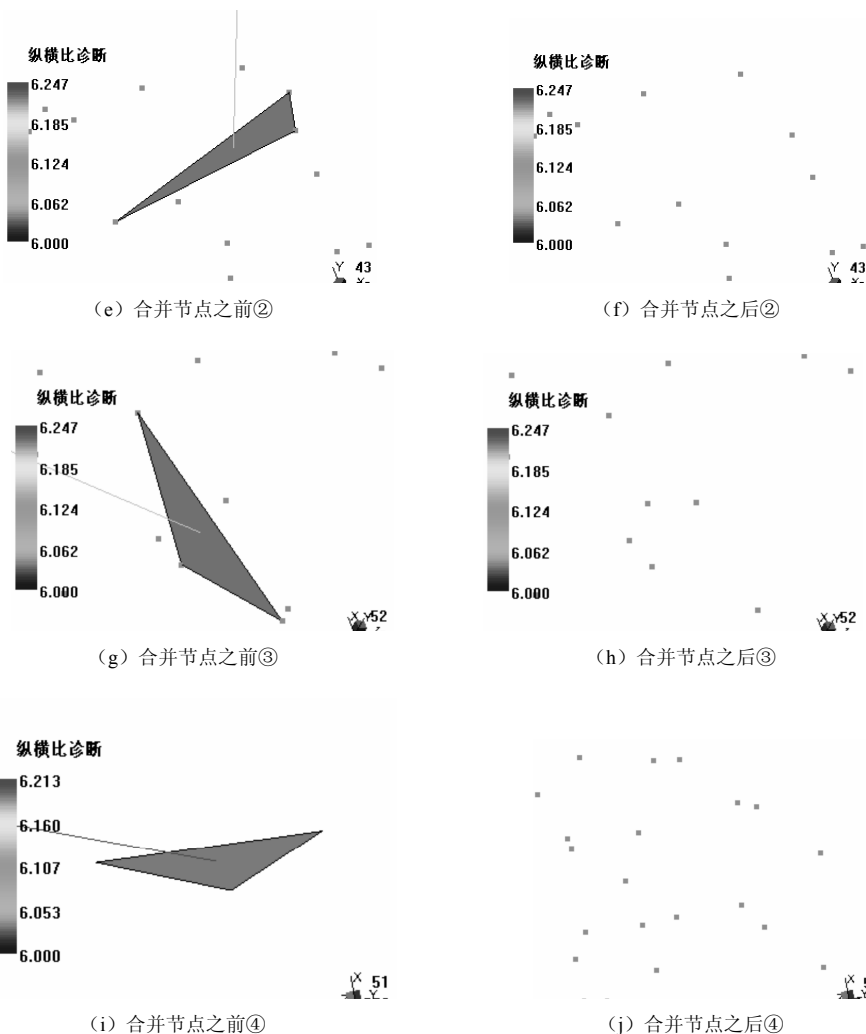 纵横比诊断
6.247
6.185
6.124
6.062
6.000
Y 43
（e）合并节点之前②
纵横比诊断
6.247
6.185
6.124
6.062
6.000
Y 43
（f）合并节点之后②
纵横比诊断
6.247
6.185
6.124
6.062
6.000
X Y 52
（g）合并节点之前③
纵横比诊断
6.247
6.185
6.124
6.062
6.000
X Y 52
（h）合并节点之后③
纵横比诊断
6.213
6.160
6.107
6.053
6.000
X 51
Y
（i）合并节点之前④
X
（j）合并节点之后④